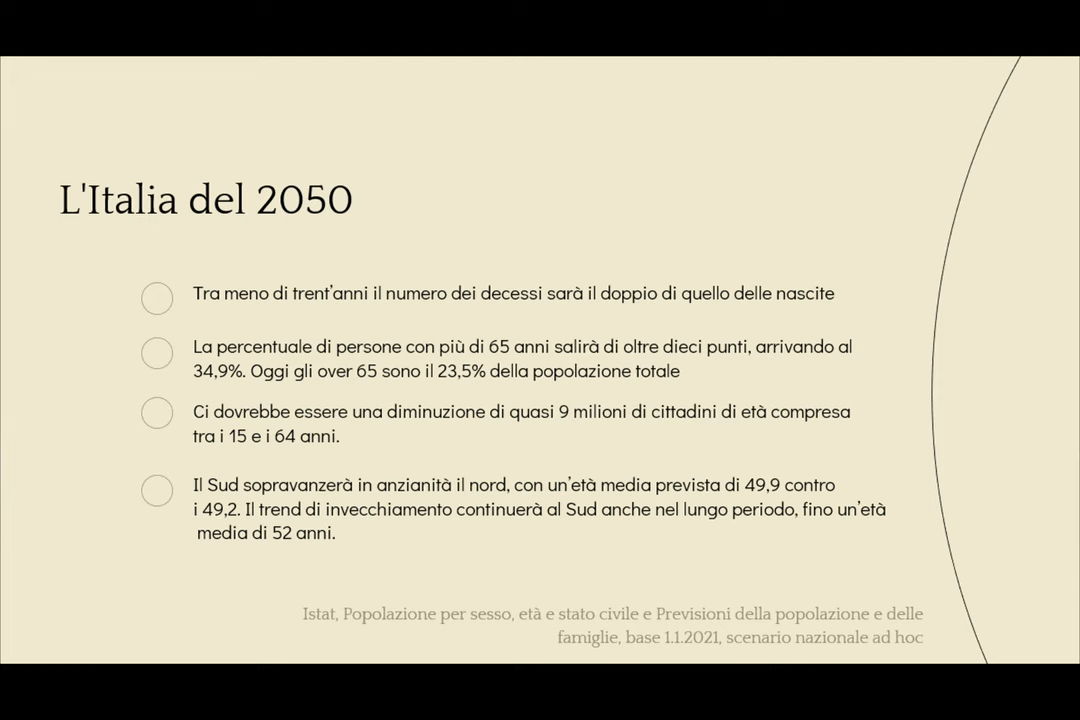 L'Italia del 2050
Tra meno di trent’anni il numero dei decessi sarà il doppio di quello delle nascite
La percentuale di persone con più di 65 anni salirà di oltre dieci punti, arrivando al
34,9%. Oggi gli over 65 sono il 23,5% della popolazione totale
Ci dovrebbe essere una diminuzione di quasi 9 milioni di cittadini di età compresa
tra i 15 e i 64 anni.
Il Sud sopravanzerà in anzianità il nord, con un’età media prevista di 49,9 contro
i 49,2. Il trend di invecchiamento continuerà al Sud anche nel lungo periodo, fino un’età
media di 52 anni.
Istat, Popolazione per sesso, età e stato civile e Previsioni della popolazione e delle
famiglie, base 1.1.2021, scenario nazionale ad hoc